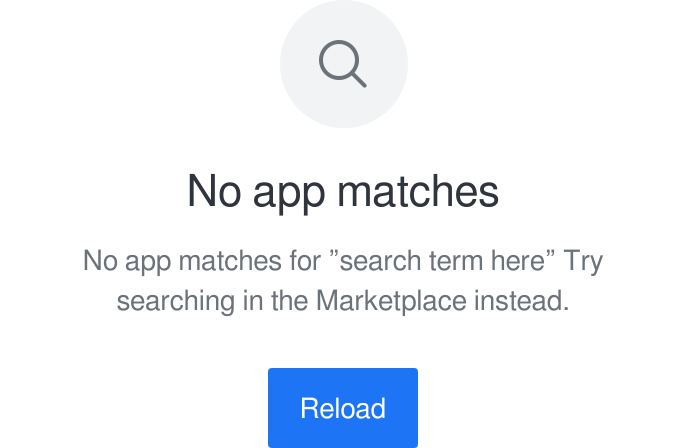 No app matches
No app matches for ”search term here” Try
searching in the Marketplace instead.
Reload